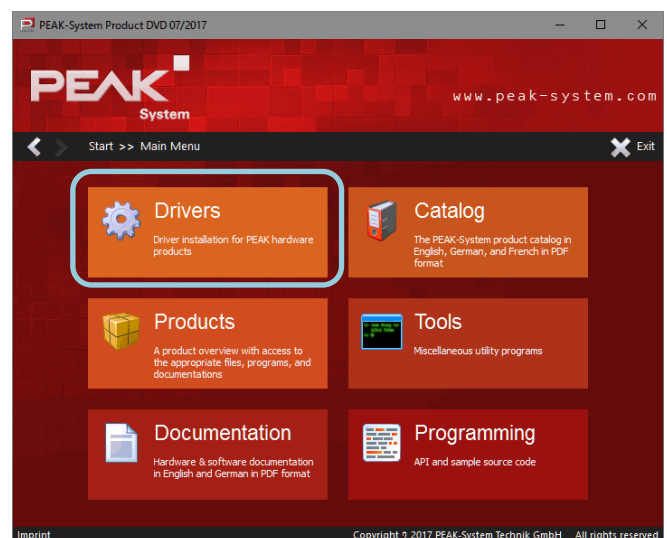 PEAK-System Product DVD 07/2017
PEAK
System
www.peak-system.com
Start >> Main Menu
Exit
Drivers
Driver installation for PEAK hardware
products
Catalog
The PEAK-System product catalog in
English, German, and French in PDF
format
Products
A product overview with access to
the appropriate files, programs, and
documentations
Tools
Miscellaneous utility programs
Documentation
Hardware & software documentation
in English and German in PDF format
Programming
API and sample source code
Imprint
Copyright 2017 PEAK-System Technik GmbH All rights reserved